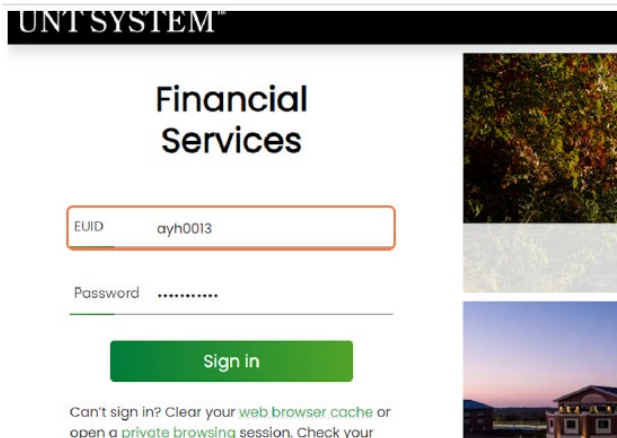 UNT SYSTEM
Financial
Services
EUID ayh0013
Password •••••••••••
Sign in
Can't sign in? Clear your web browser cache or
open a private browsing session. Check your